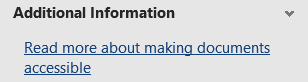 Additional Information
Read more about making documents
accessible